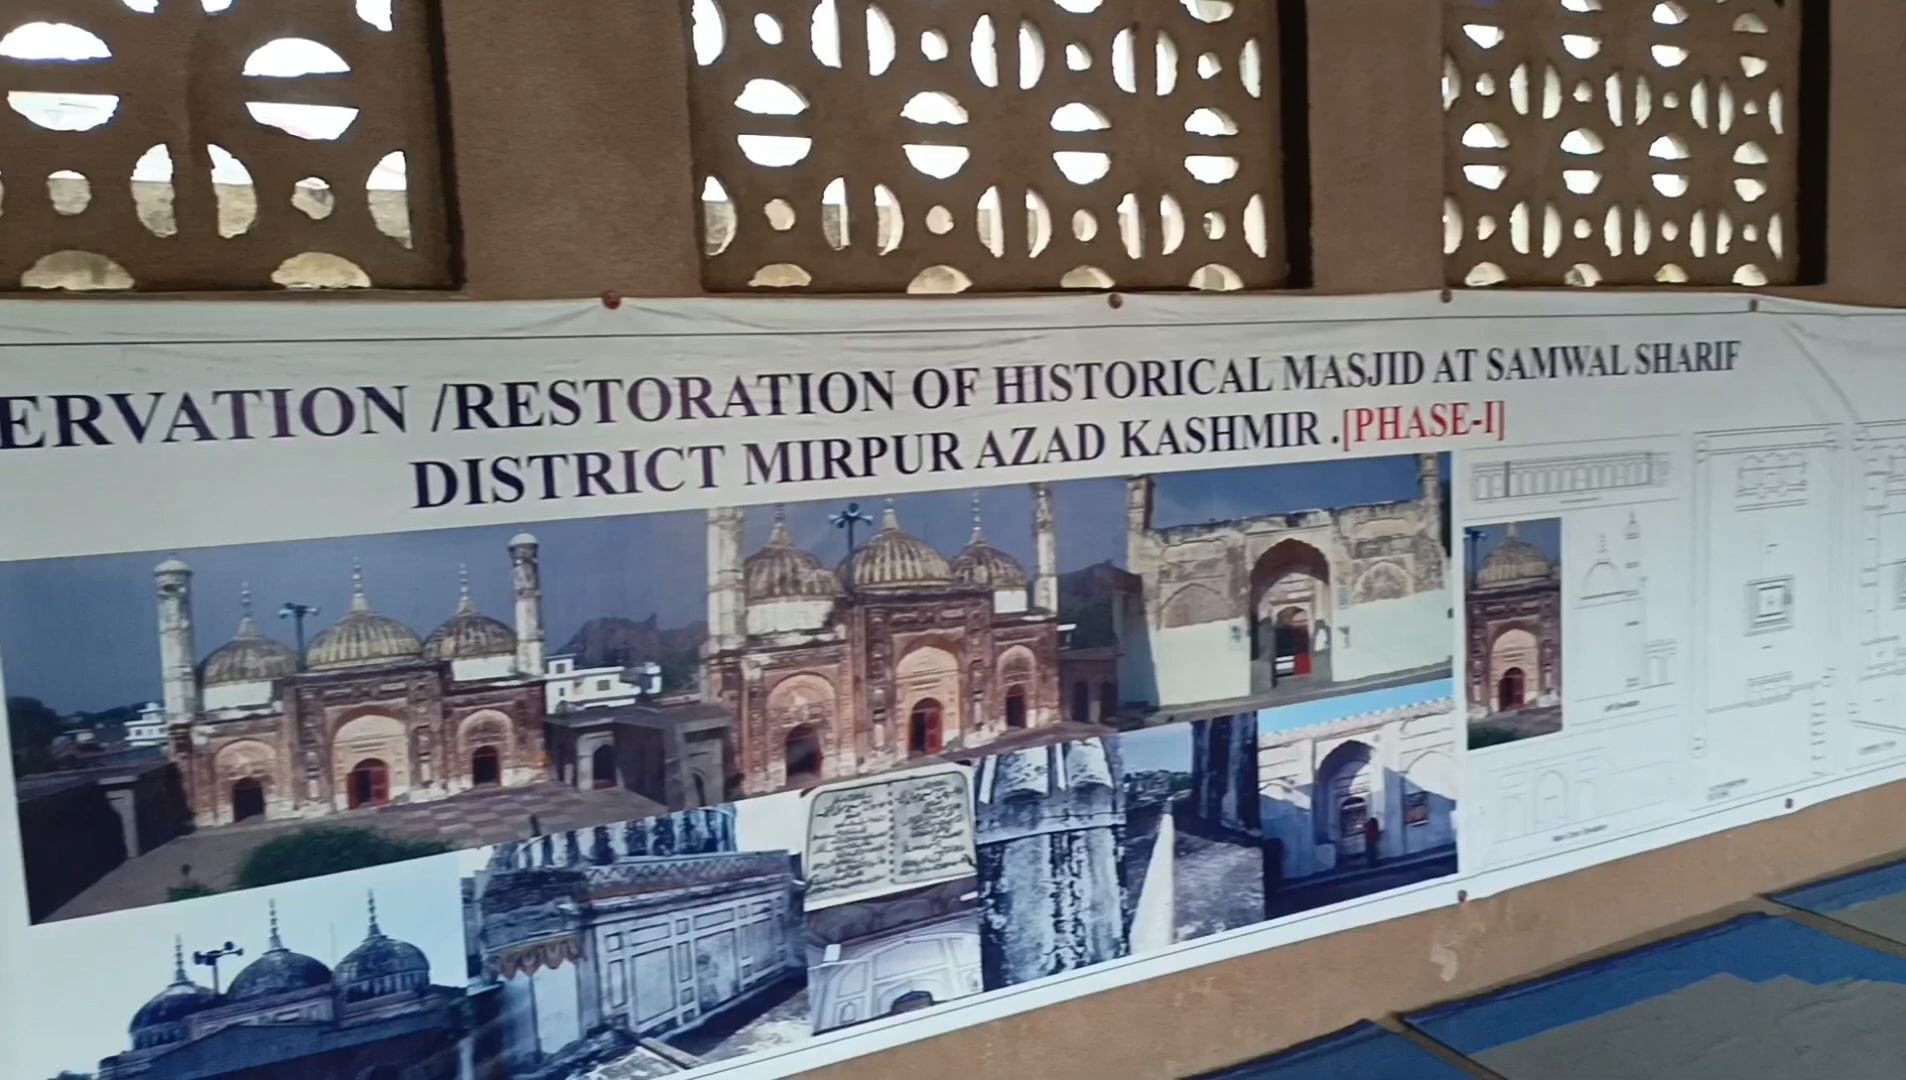 ERVATION /RESTORATION OF HISTORICAL MASJID AT SAMWAL SHARIF
DISTRICT MIRPUR AZAD KASHMIR .[PHASE-I]